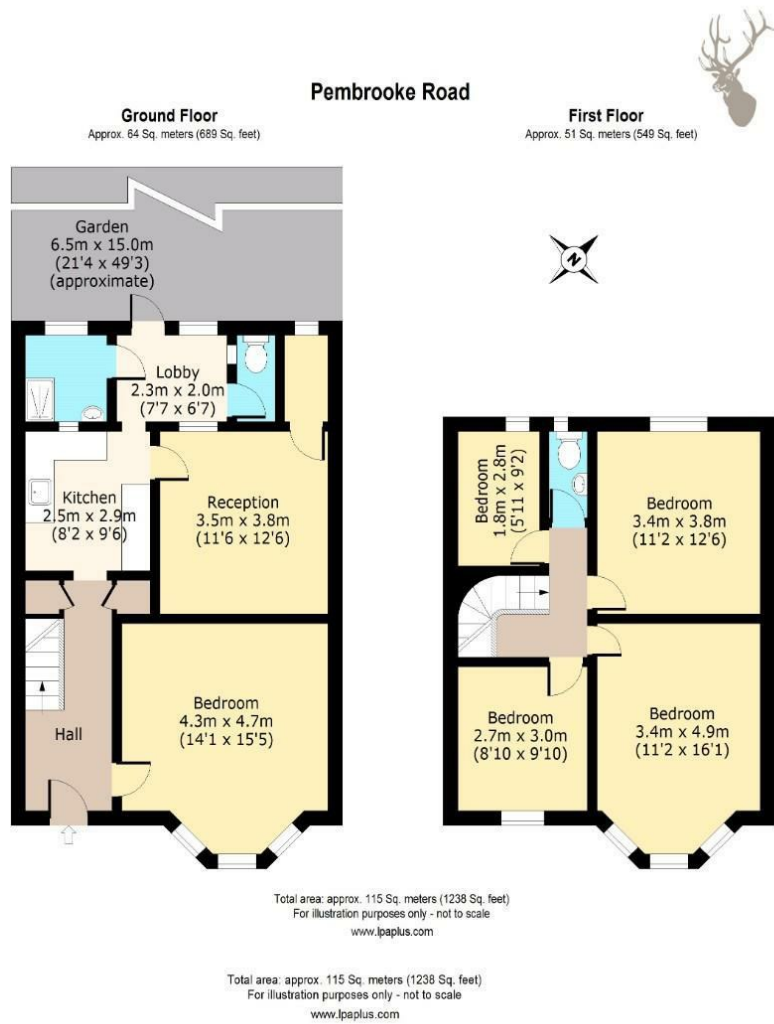 Pembrooke Road
Ground Floor
Approx. 64 Sq. meters (689 Sq. feet)
First Floor
Approx. 51 Sq. meters (549 Sq. feet)
Garden
6.5m x 15.0m
(21'4 x 49'3)
(approximate)
N
Lobby
2.3m x 2.0m
(7'7 x 6'7)
Kitchen
2.5m x 2.9m
(8'2 x 9'6)
Reception
3.5m x 3.8m
(11'6 x 12'6)
Bedroom
4.3m x 4.7m
(14'1 x 15'5)
Hall
Bedroom
1.8m x 2.8m
(5'11 x 9'2)
Bedroom
3.4m x 3.8m
(11'2 x 12'6)
Bedroom
2.7m x 3.0m
(8'10 x 9'10)
Bedroom
3.4m x 4.9m
(11'2 x 16'1)
Total area: approx. 115 Sq. meters (1238 Sq. feet)
For illustration purposes only - not to scale
www.lpaplus.com
Total area: approx. 115 Sq. meters (1238 Sq. feet)
For illustration purposes only - not to scale
www.lpaplus.com